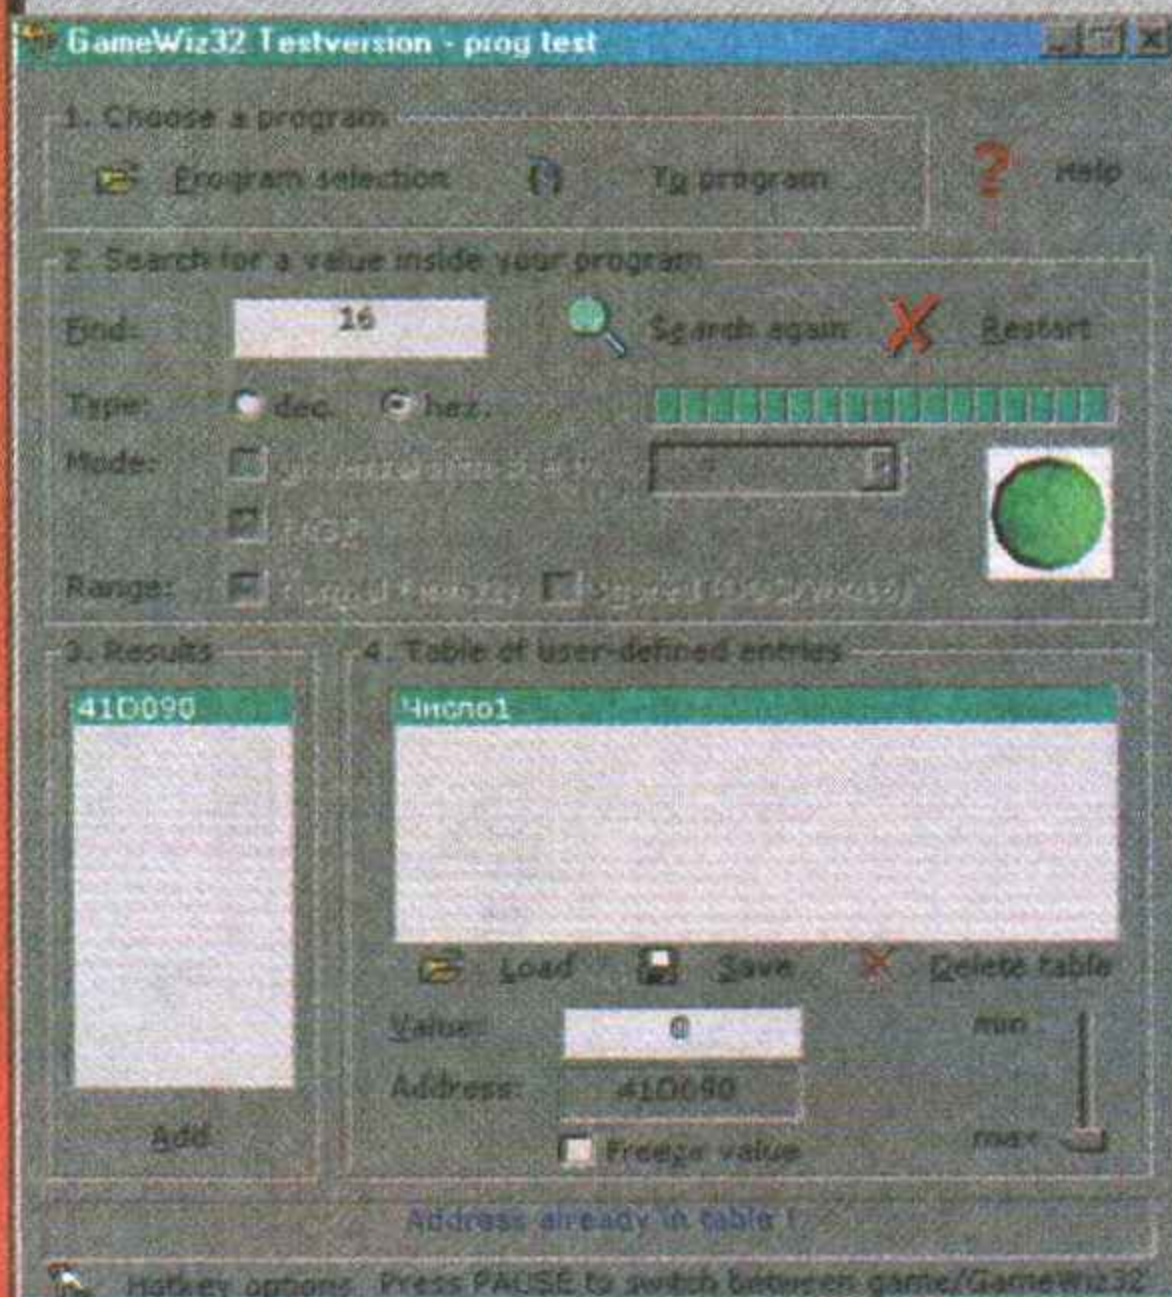 GameWiz32 Testversion - prog test
1. Choose a program
Program selection
To program
Help
2. Search for a value inside your program
Find:
16
Search again
Restart
Type:
dec.
hex.
Mode:
Range:
3. Results
41D090
Add
4. Table of user-defined entries
Число1
Load
Save
Delete table
Value:
0
min
Address:
41D090
max
Freeze value
Address already in table !
Hotkey options. Press PAUSE to switch between game/GameWiz32